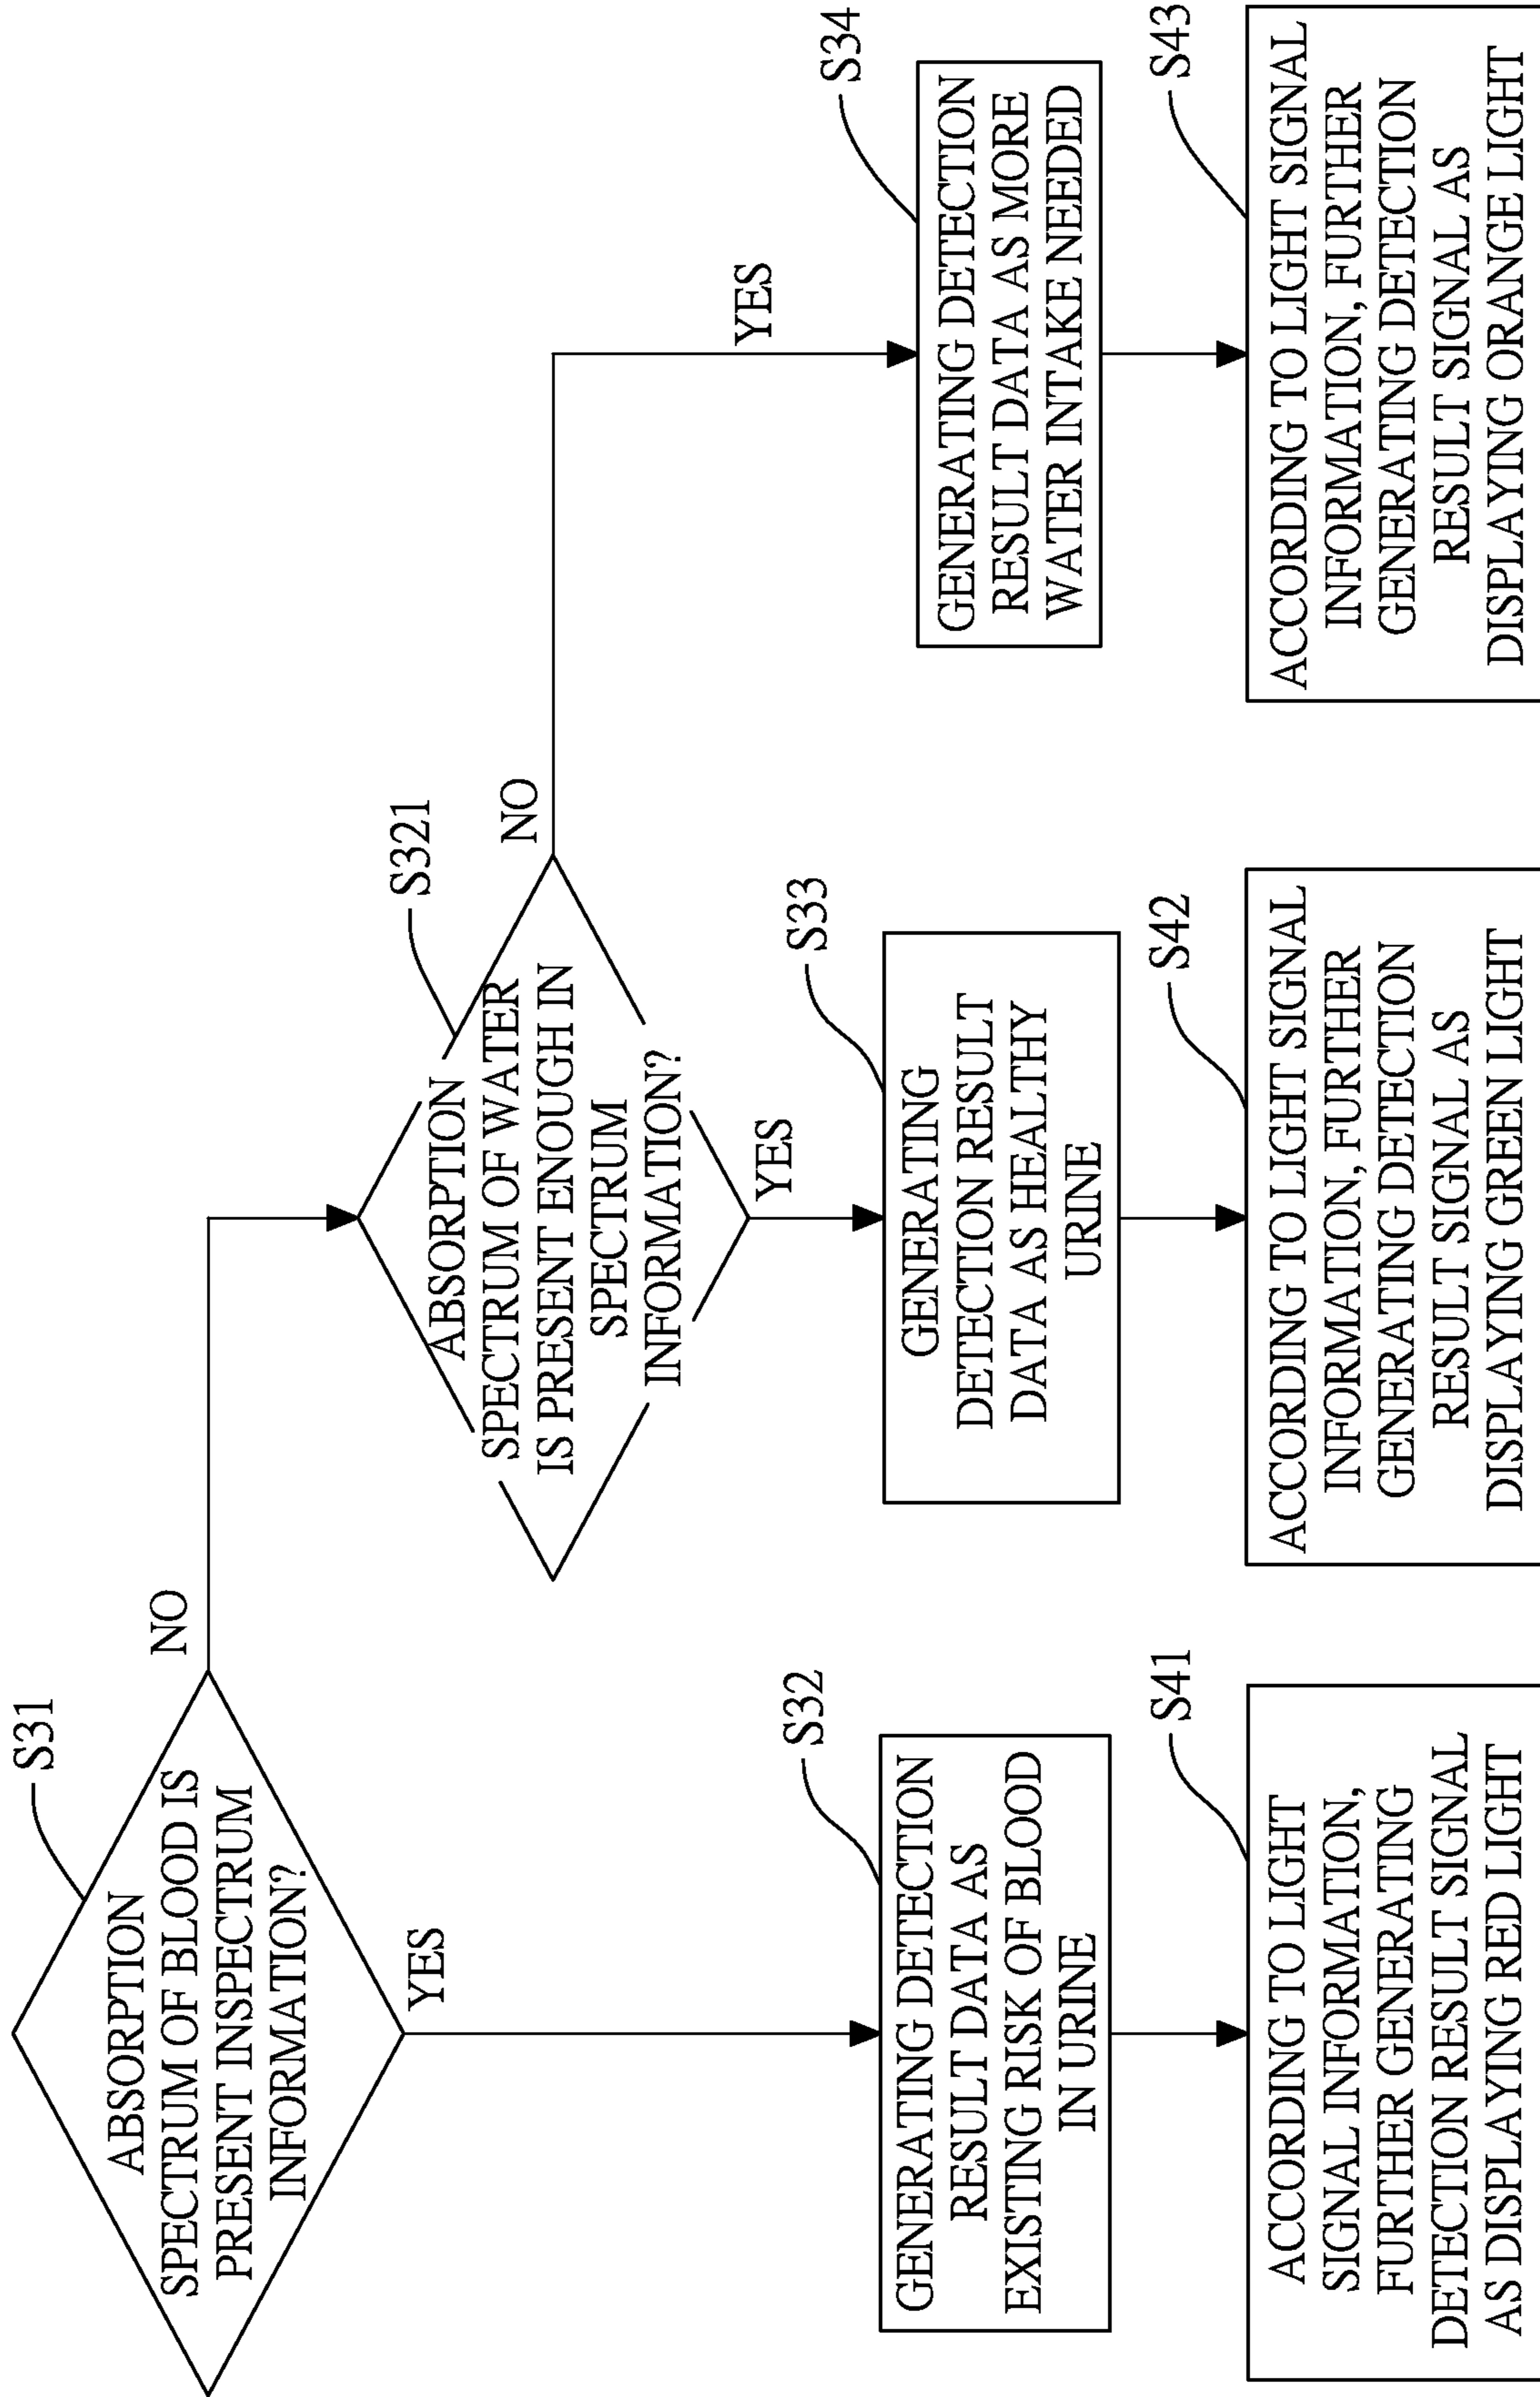 S31
ABSORPTION
SPECTRUM OF BLOOD IS
PRESENT INSPECTRUM
INFORMATION?
NO
YES
S321
ABSORPTION
SPECTRUM OF WATER
IS PRESENT ENOUGH IN
SPECTRUM
INFORMATION?
NO
YES
YES
S32
GENERATING DETECTION
RESULT DATA AS
EXISTING RISK OF BLOOD
IN URINE
S33
GENERATING
DETECTION RESULT
DATA AS HEALTHY
URINE
S34
GENERATING DETECTION
RESULT DATA AS MORE
WATER INTAKE NEEDED
S41
ACCORDING TO LIGHT
SIGNAL INFORMATION,
FURTHER GENERATING
DETECTION RESULT SIGNAL
AS DISPLAYING RED LIGHT
S42
ACCORDING TO LIGHT SIGNAL
INFORMATION, FURTHER
GENERATING DETECTION
RESULT SIGNAL AS
DISPLAYING GREEN LIGHT
S43
ACCORDING TO LIGHT SIGNAL
INFORMATION, FURTHER
GENERATING DETECTION
RESULT SIGNAL AS
DISPLAYING ORANGE LIGHT